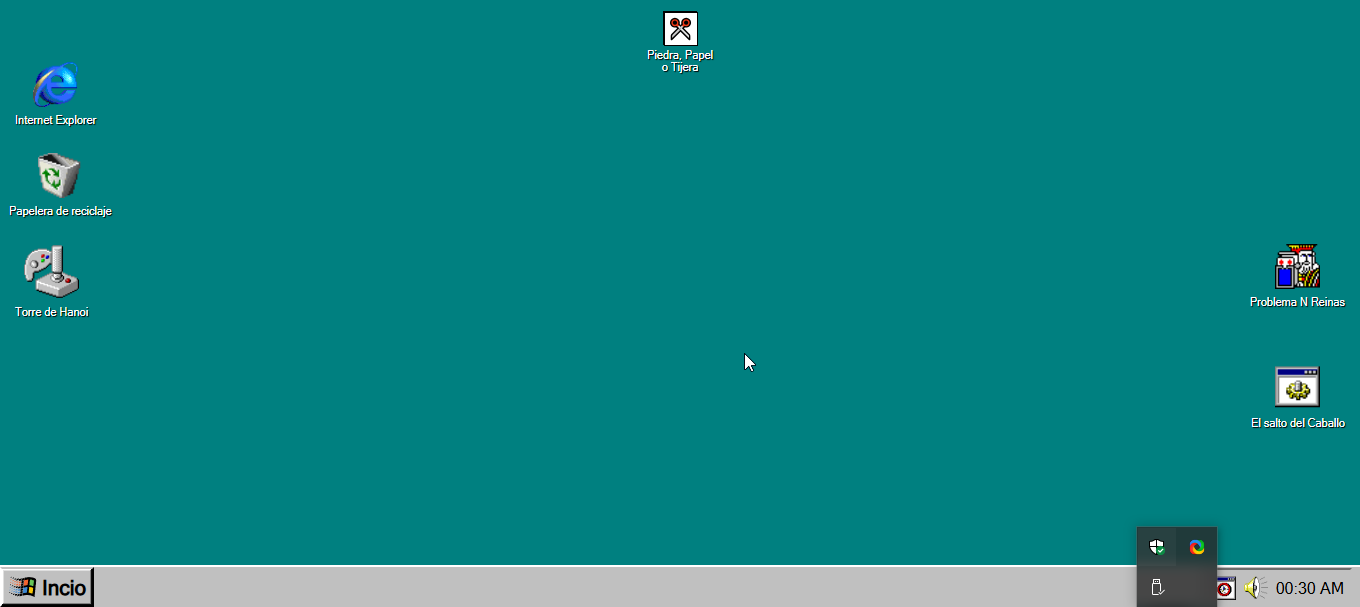 Piedra, Papel
o Tijera
Internet Explorer
Papelera de reciclaje
Torre de Hanoi
Problema N Reinas
El salto del Caballo
Incio
00:30 AM